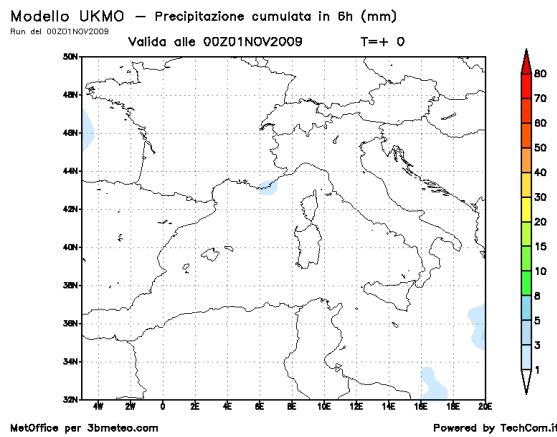 Modello UKMO – Precipitazione cumulata in 6h (mm)
Run del 00Z01NOV2009
Valida alle 00Z01NOV2009 T=+ 0
50N
48N
46N
44N
42N
40N
38N
36N
34N
32N
4W 2W 0 2E 4E 6E 8E 10E 12E 14E 16E 18E 20E
80
70
60
50
40
30
20
15
10
8
5
3
1
MetOffice per 3bmeteo.com Powered by TechCom.it